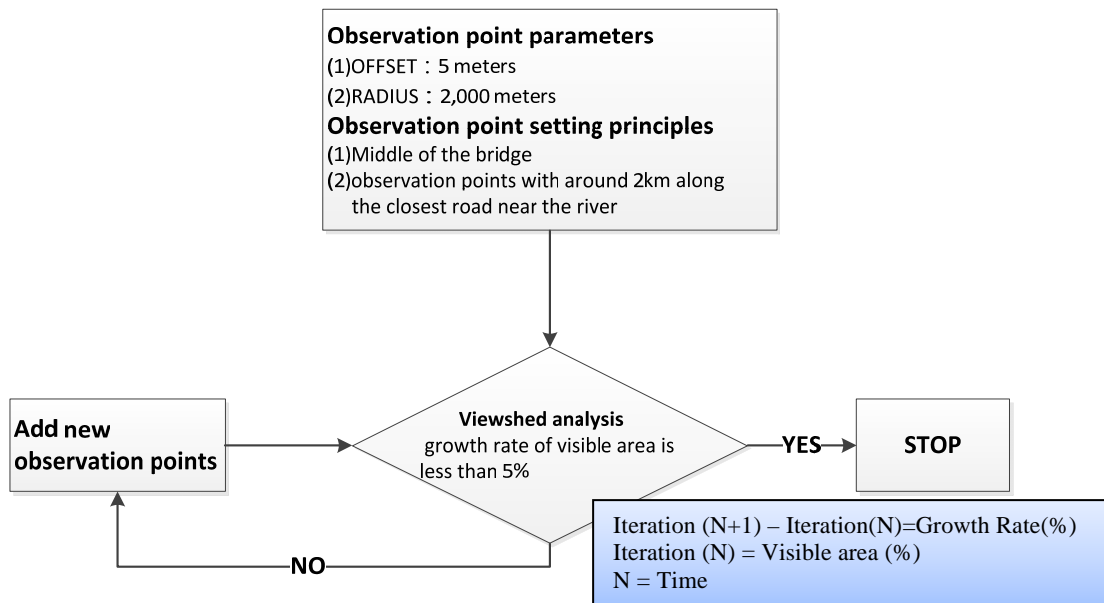 Observation point parameters
(1)OFFSET：5 meters
(2)RADIUS：2,000 meters
Observation point setting principles
(1)Middle of the bridge
(2)observation points with around 2km along
the closest road near the river
Add new
observation points
Viewshed analysis
growth rate of visible area is
less than 5%
YES
STOP
NO
Iteration (N+1) – Iteration(N)=Growth Rate(%)
Iteration (N) = Visible area (%)
N = Time